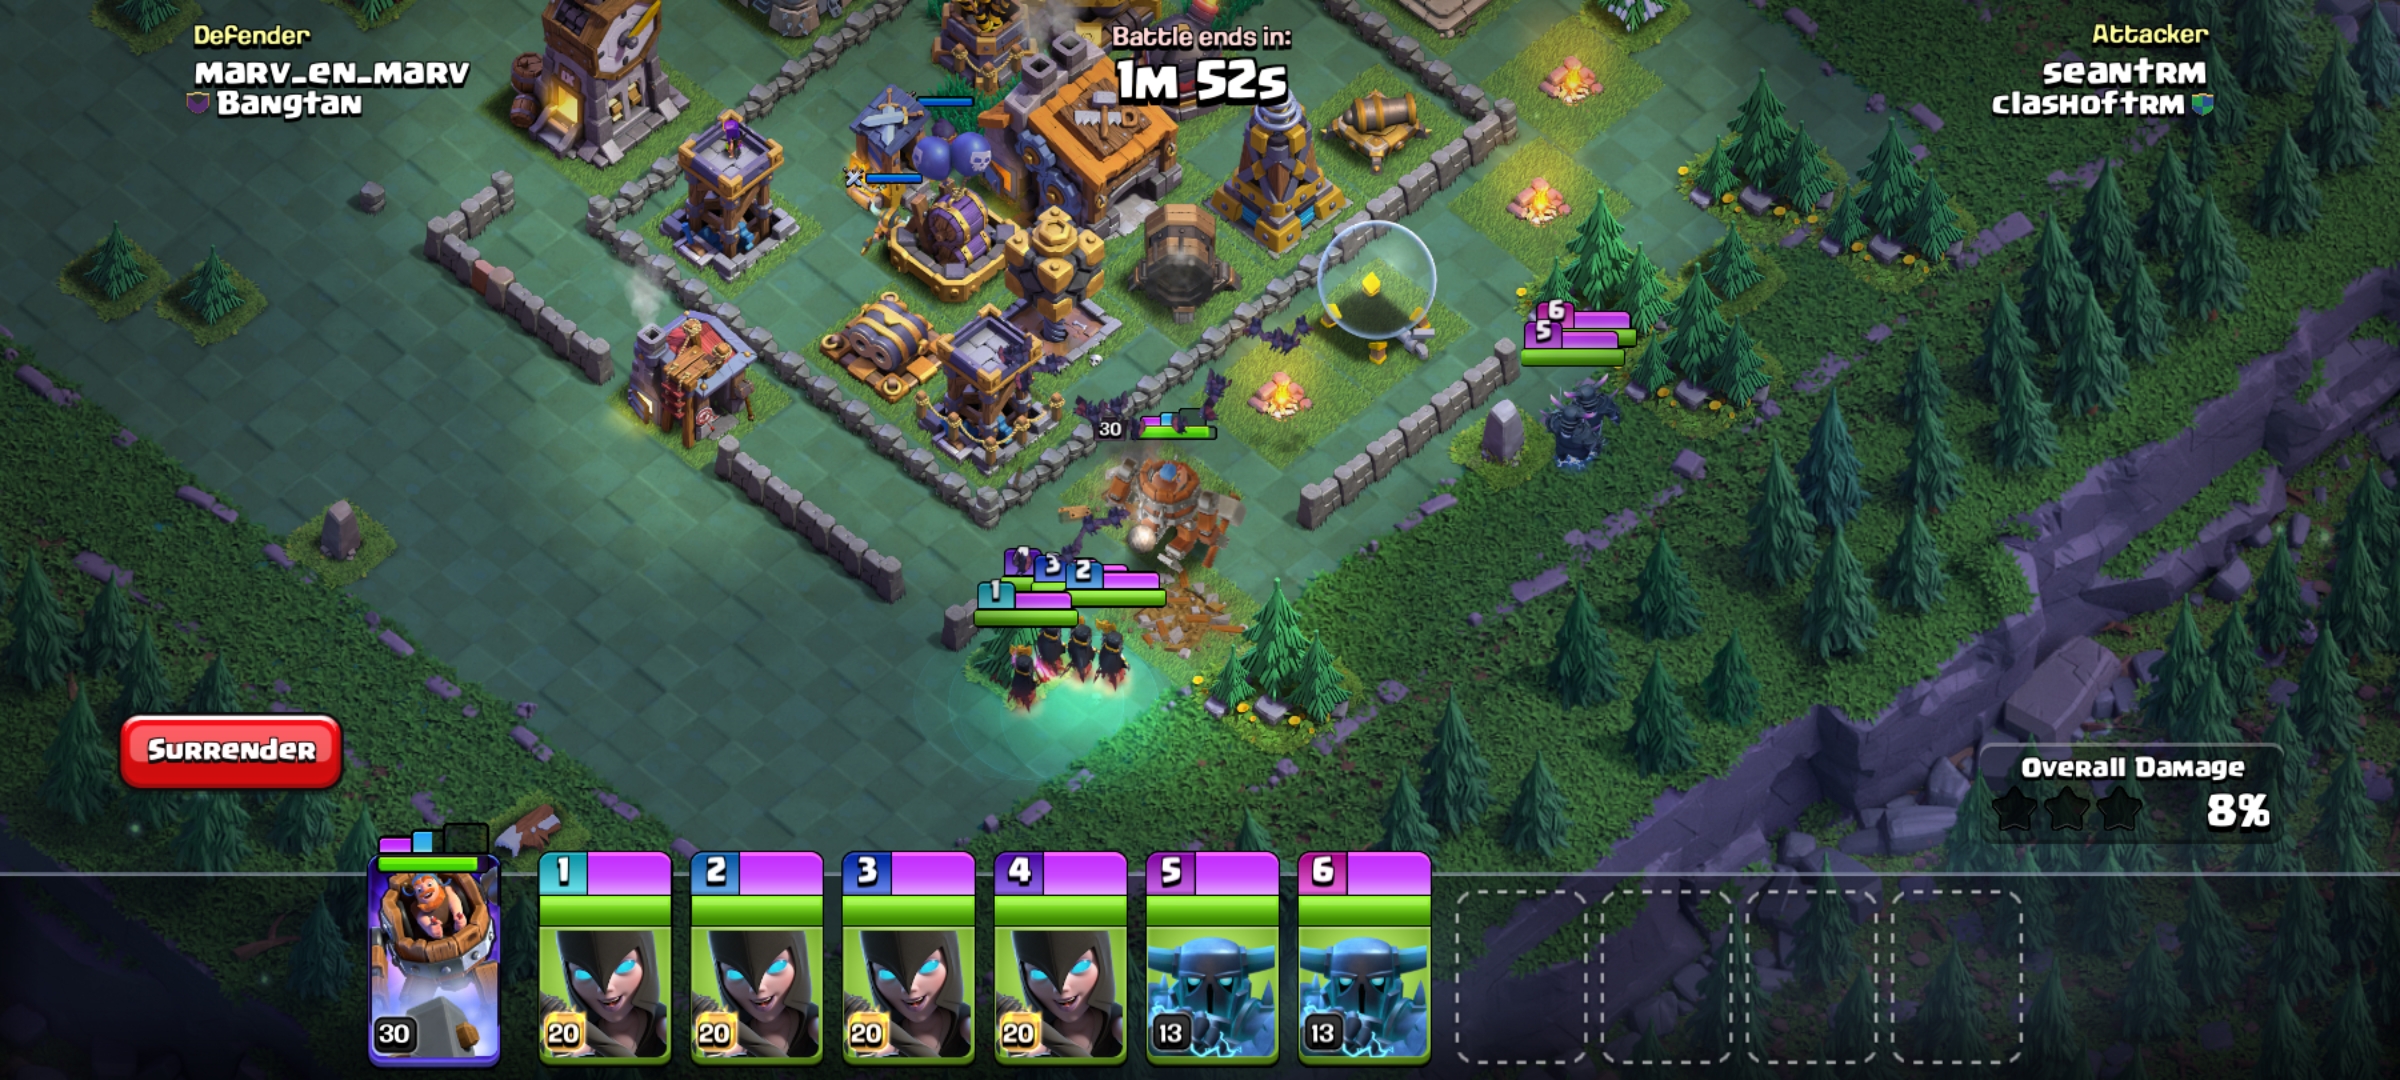 Defender
marv_en_marv
Bangtan
Battle ends in:
1m 52s
Attacker
seantrm
clashoftrm
6
5
30
3
2
1
Surrender
Overall Damage
8%
1
2
3
4
5
6
30
20
20
20
20
13
13